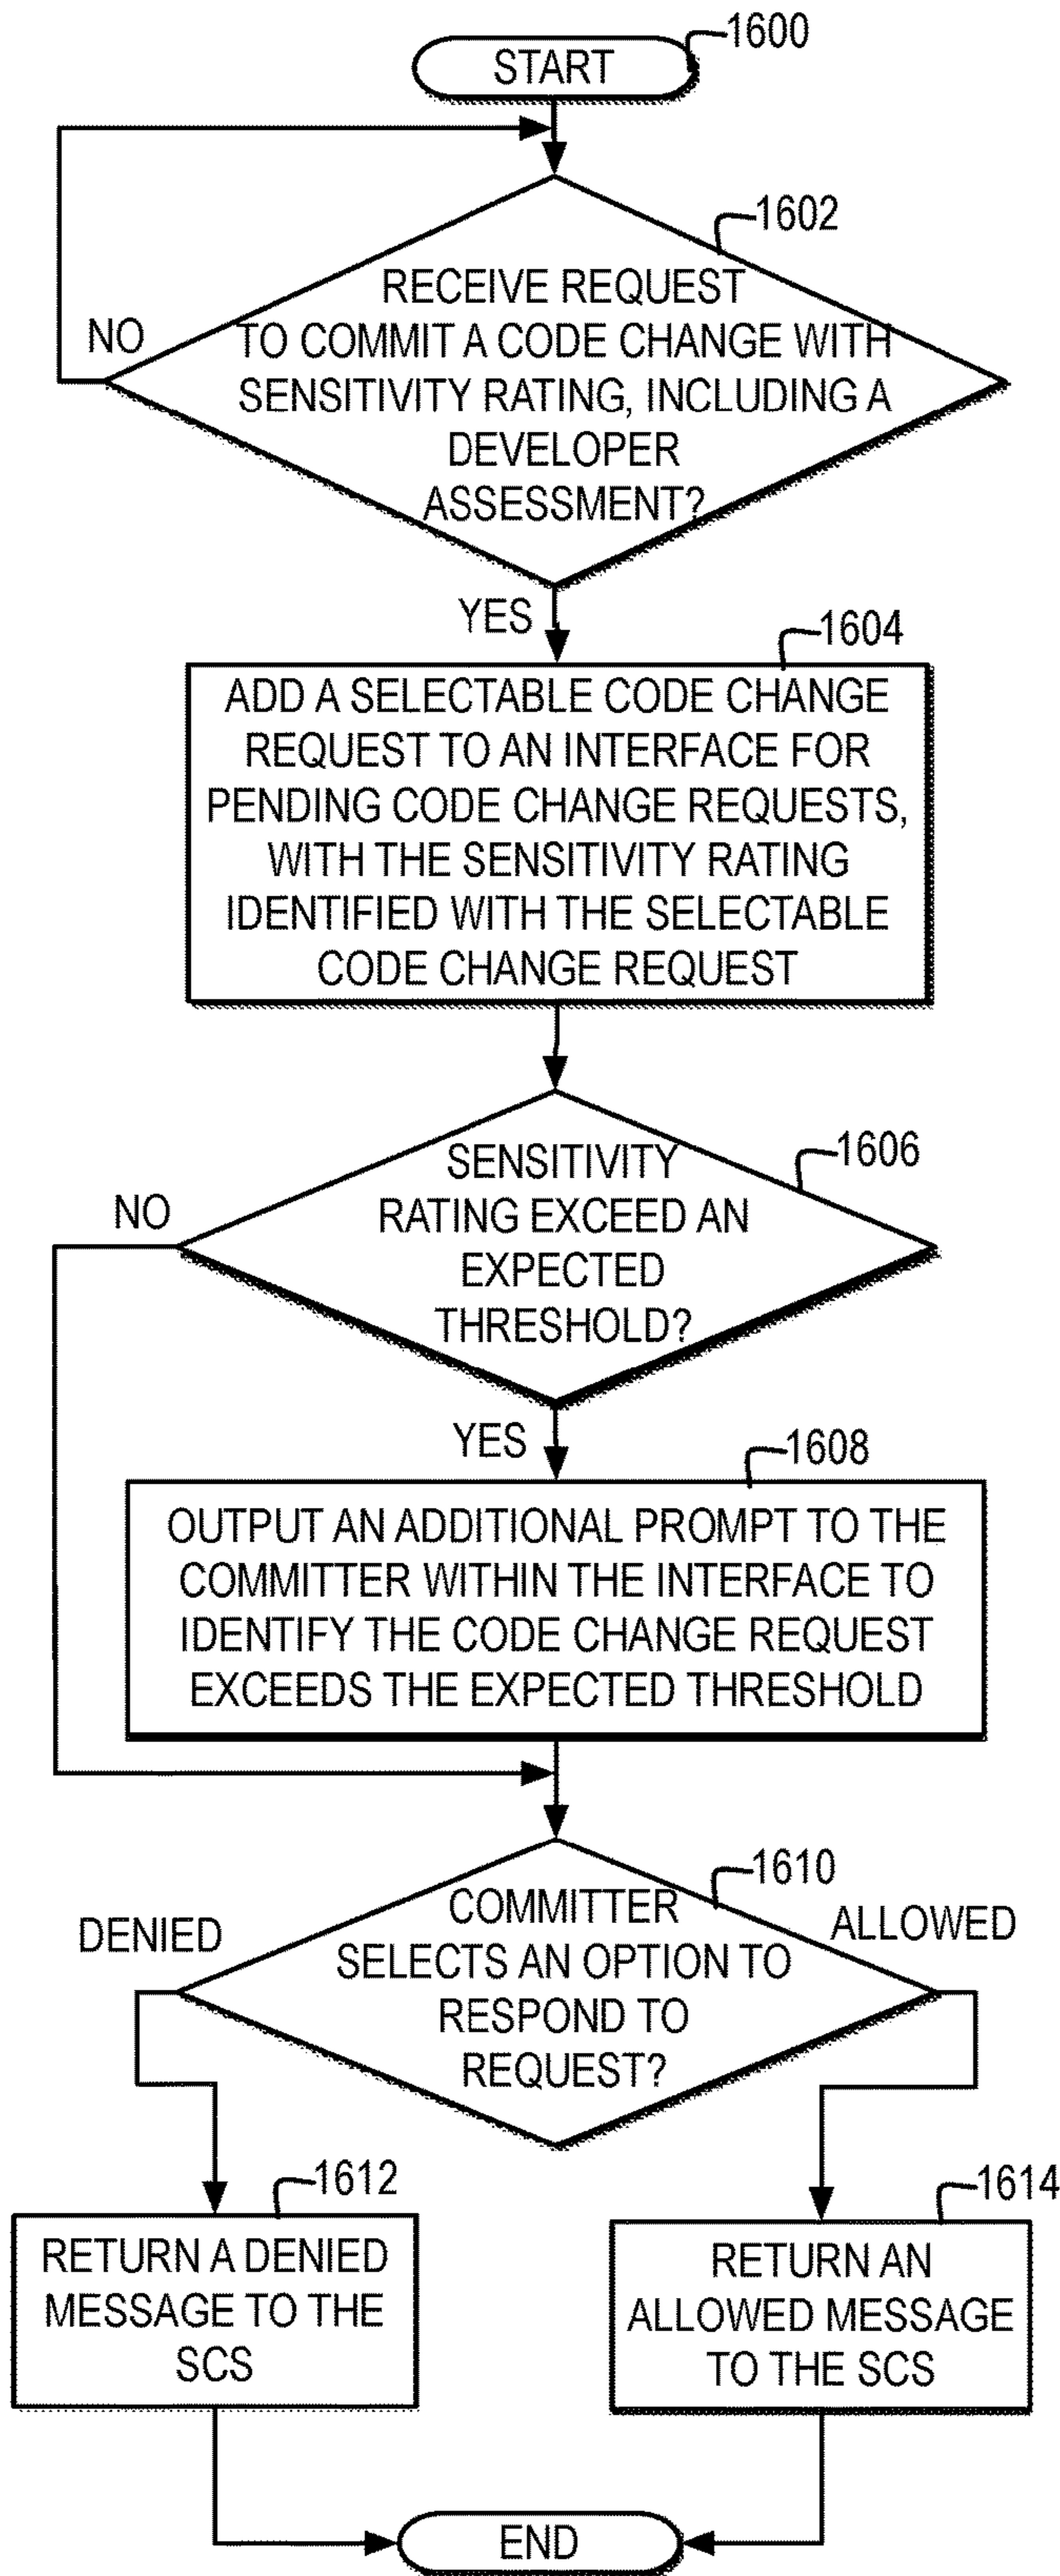 1600
START
1602
RECEIVE REQUEST
TO COMMIT A CODE CHANGE WITH
SENSITIVITY RATING, INCLUDING A
DEVELOPER
ASSESSMENT?
NO
YES
1604
ADD A SELECTABLE CODE CHANGE
REQUEST TO AN INTERFACE FOR
PENDING CODE CHANGE REQUESTS,
WITH THE SENSITIVITY RATING
IDENTIFIED WITH THE SELECTABLE
CODE CHANGE REQUEST
1606
SENSITIVITY
RATING EXCEED AN
EXPECTED
THRESHOLD?
NO
YES
1608
OUTPUT AN ADDITIONAL PROMPT TO THE
COMMITTER WITHIN THE INTERFACE TO
IDENTIFY THE CODE CHANGE REQUEST
EXCEEDS THE EXPECTED THRESHOLD
1610
COMMITTER
SELECTS AN OPTION TO
RESPOND TO
REQUEST?
DENIED
ALLOWED
1612
RETURN A DENIED
MESSAGE TO THE
SCS
1614
RETURN AN
ALLOWED MESSAGE
TO THE SCS
END